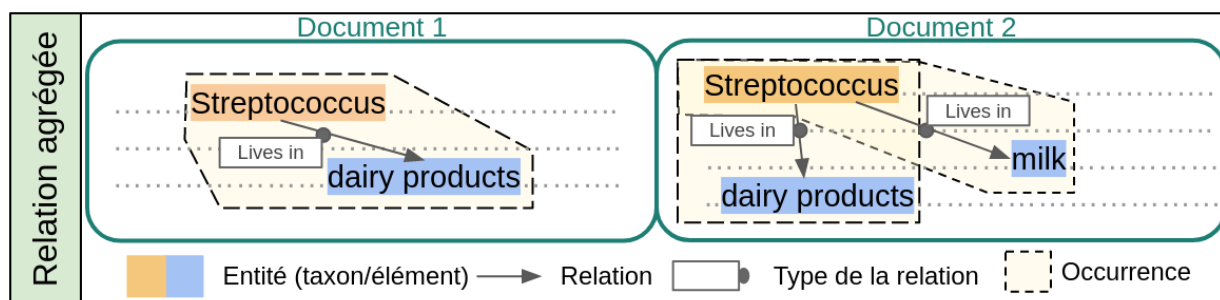 Relation agrégée
Document 1
Streptococcus
Lives in
dairy products
Document 2
Streptococcus
Lives in
Lives in
milk
dairy products
Entité (taxon/élément)
Relation
Type de la relation
Occurrence